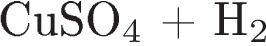 CuSO₄ + H₂